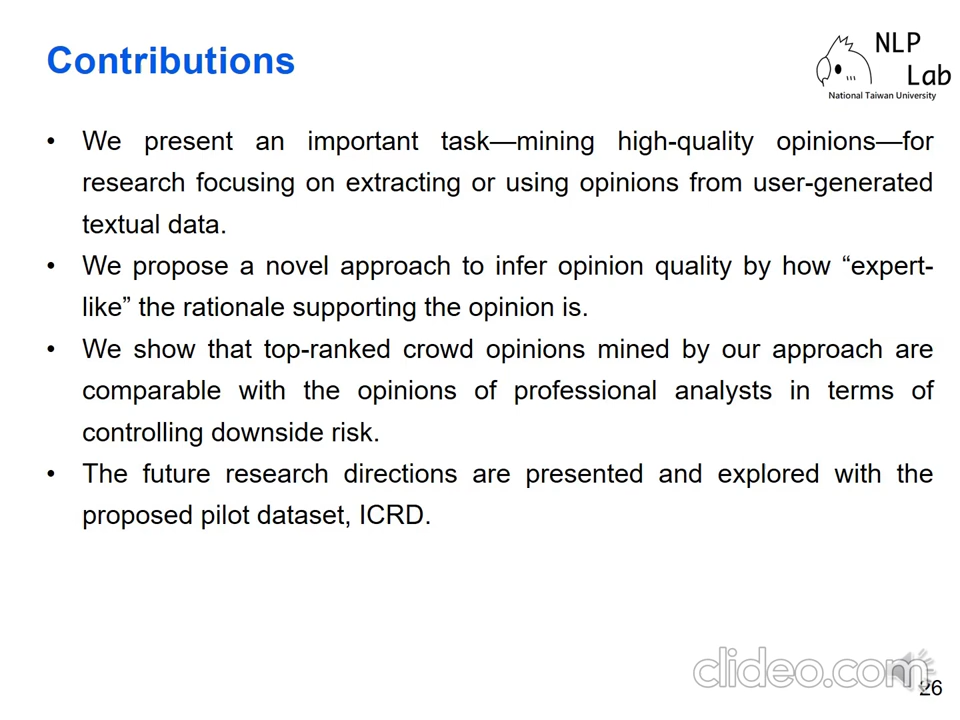 Contributions
NLP
Lab
National Taiwan University
• We present an important task—mining high-quality opinions—for
research focusing on extracting or using opinions from user-generated
textual data.
• We propose a novel approach to infer opinion quality by how “expert-
like” the rationale supporting the opinion is.
• We show that top-ranked crowd opinions mined by our approach are
comparable with the opinions of professional analysts in terms of
controlling downside risk.
• The future research directions are presented and explored with the
proposed pilot dataset, ICRD.
clideo.com
26